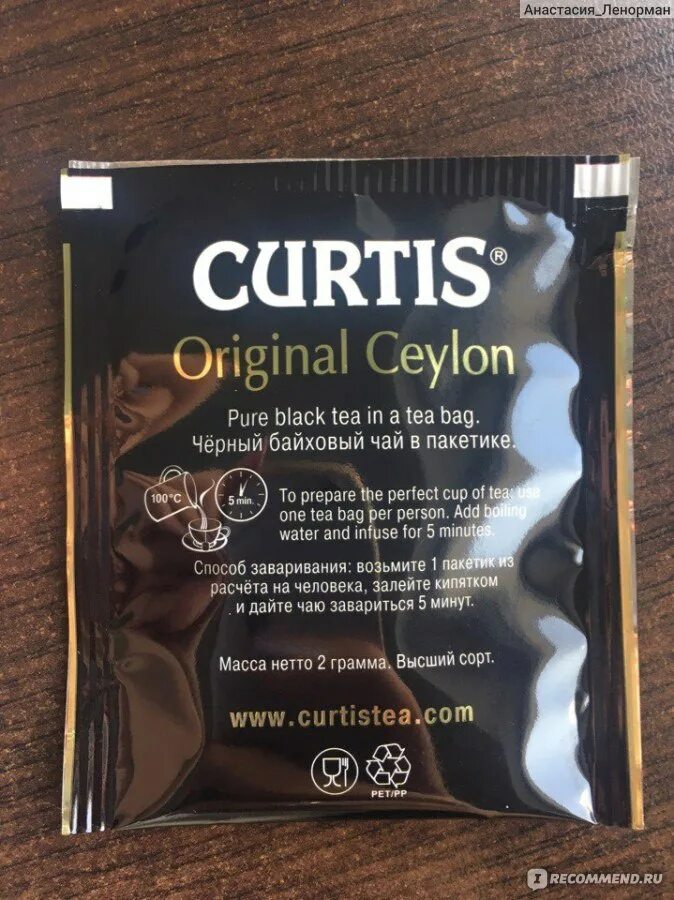 Анастасия_Ленорман
CURTIS®
Original Ceylon
Pure black tea in a tea bag.
Чёрный байховый чай в пакетике.
100°C
5 min.
To prepare the perfect cup of tea: use
one tea bag per person. Add boiling
water and infuse for 5 minutes.
Способ заваривания: возьмите 1 пакетик из
расчёта на человека, залейте кипятком
и дайте чаю завариться 5 минут.
Масса нетто 2 грамма. Высший сорт.
www.curtistea.com
PET/PP
IRECOMMEND.RU